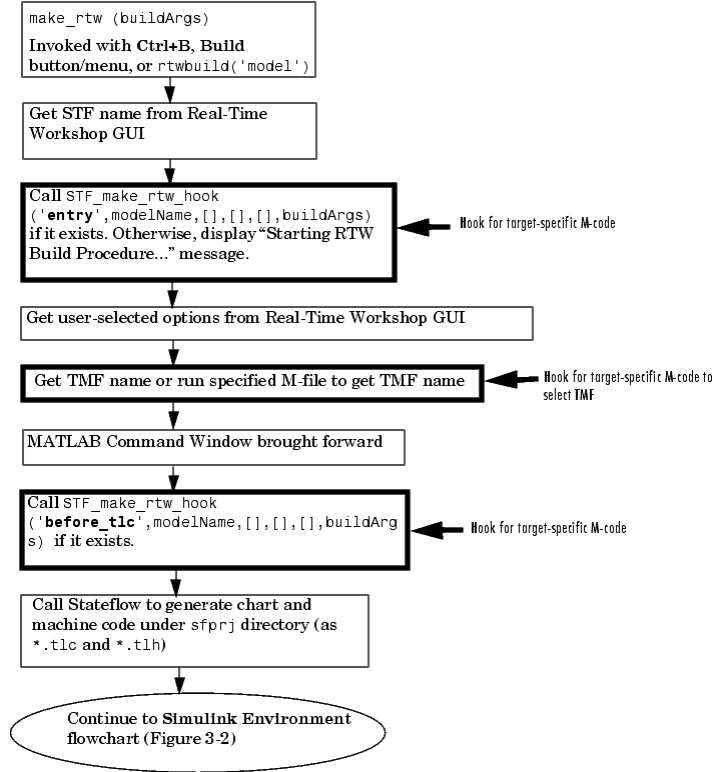 make_rtw (buildArgs)
Invoked with Ctrl+B, Build
button/menu, or rtwbuild('model')
Get STF name from Real-Time
Workshop GUI
Call STF_make_rtw_hook
('entry',modelName,[],[],[],buildArgs)
if it exists. Otherwise, display “Starting RTW
Build Procedure...” message.
Hook for target-specific M-code
Get user-selected options from Real-Time Workshop GUI
Get TMF name or run specified M-file to get TMF name
Hook for target-specific M-code to
select TMF
MATLAB Command Window brought forward
Call STF_make_rtw_hook
('before_tlc',modelName,[],[],[],buildArg
s) if it exists.
Hook for target-specific M-code
Call Stateflow to generate chart and
machine code under sfprj directory (as
*.tlc and *.tlh)
Continue to Simulink Environment
flowchart (Figure 3-2)